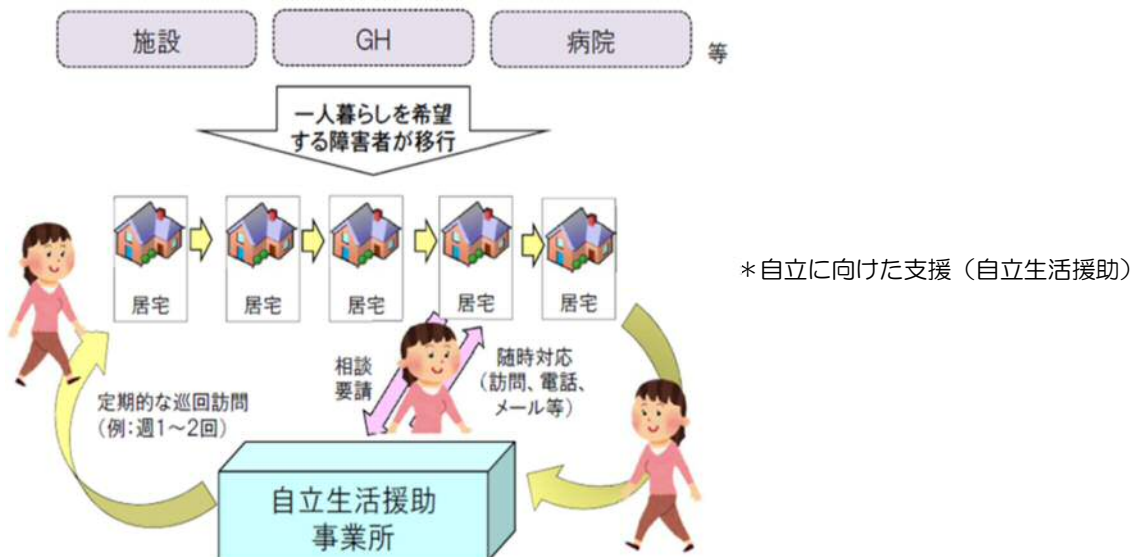 施設
GH
病院
等
一人暮らしを希望
する障害者が移行
居宅
居宅
居宅
居宅
居宅
＊自立に向けた支援（自立生活援助）
相談
要請
随時対応
（訪問、電話、
メール等）
定期的な巡回訪問
（例：週1～2回）
自立生活援助
事業所